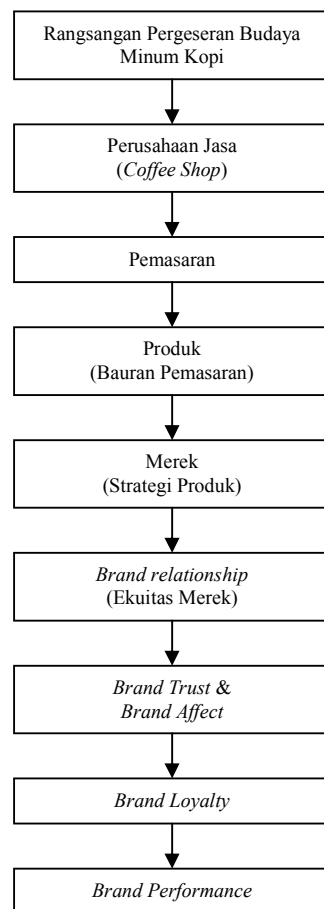 Rangsangan Pergeseran Budaya
Minum Kopi
Perusahaan Jasa
(Coffee Shop)
Pemasaran
Produk
(Bauran Pemasaran)
Merek
(Strategi Produk)
Brand relationship
(Ekuitas Merek)
Brand Trust &
Brand Affect
Brand Loyalty
Brand Performance